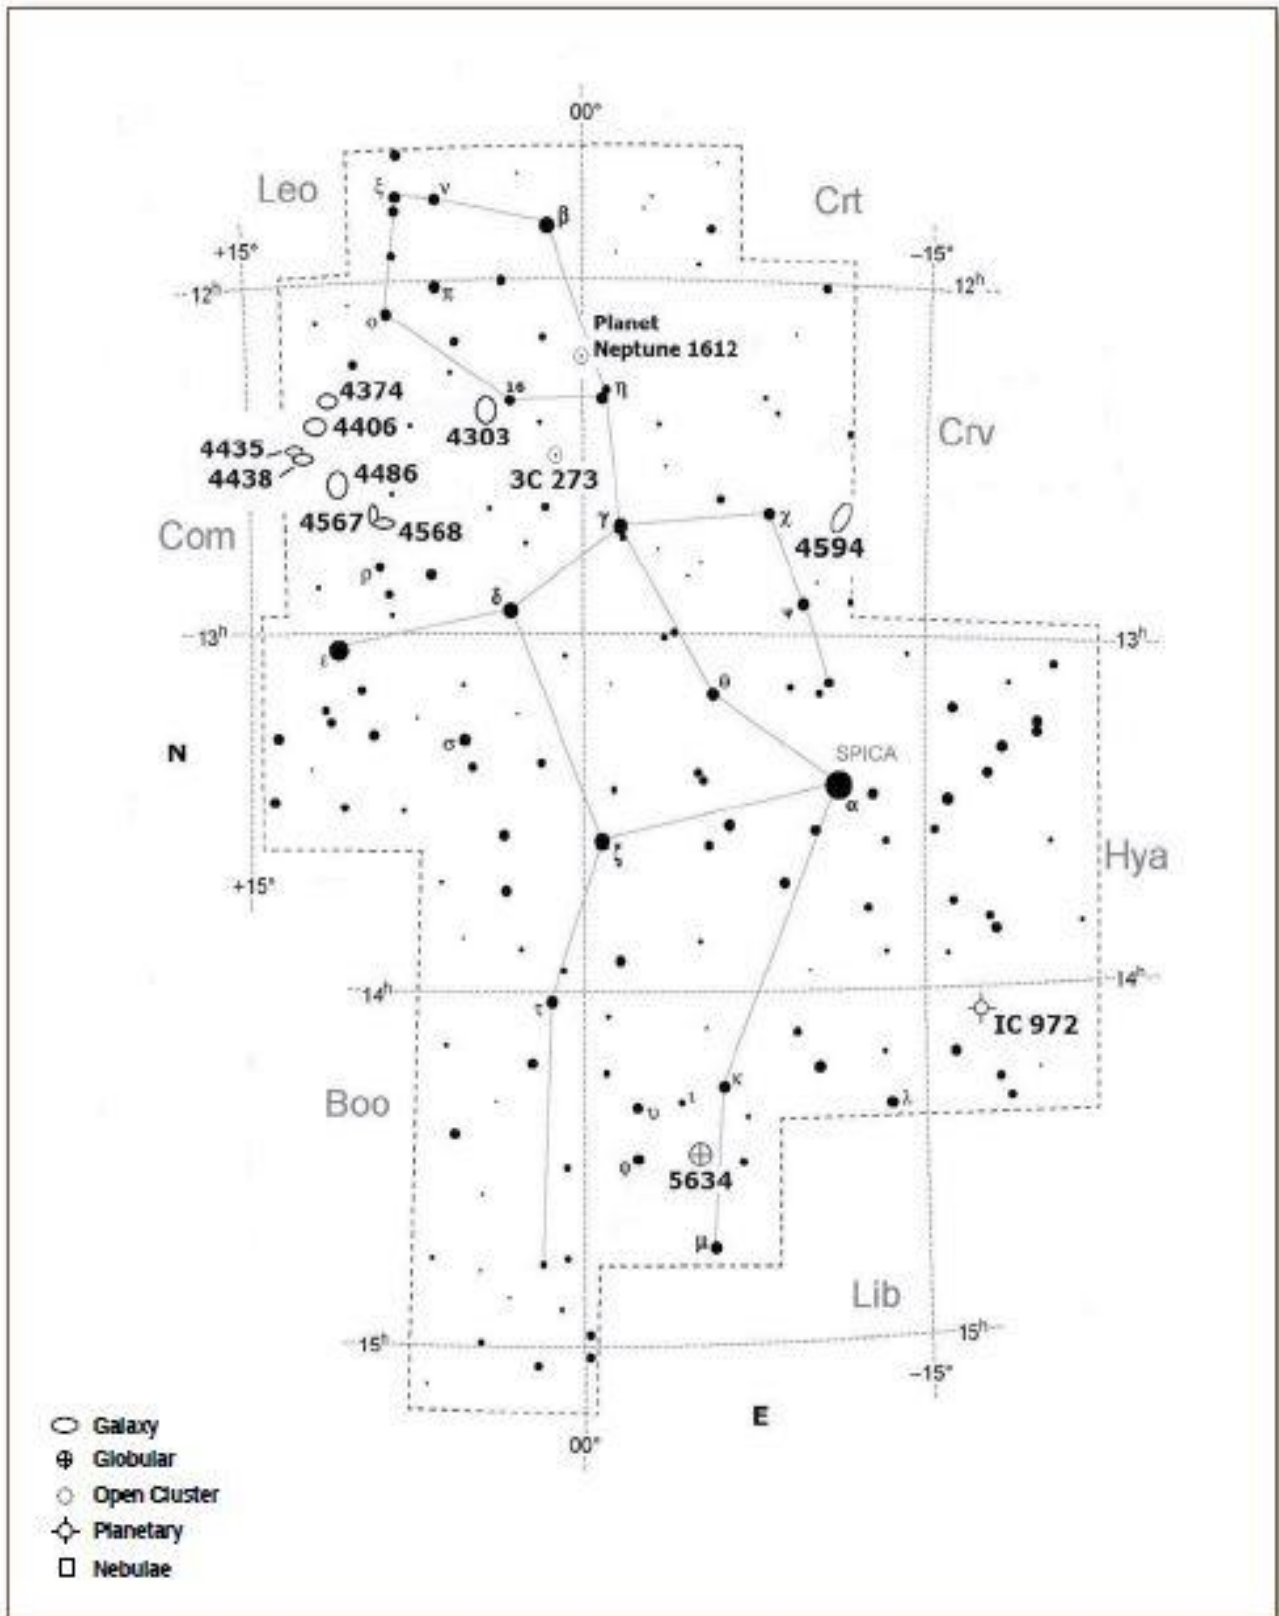 00°
Leo
ξ
ν
β
Crt
+15°
–15°
12h
12h
π
ο
Planet
Neptune 1612
16
η
4374
4406
4303
4435
4438
4486
3C 273
Crv
4567
4568
γ
χ
4594
Com
ρ
δ
ψ
13h
13h
ε
θ
N
σ
SPICA
α
ζ
Hya
+15°
14h
14h
τ
IC 972
Boo
κ
λ
υ
ι
φ
5634
μ
Lib
15h
15h
–15°
E
00°
Galaxy
Globular
Open Cluster
Planetary
Nebulae